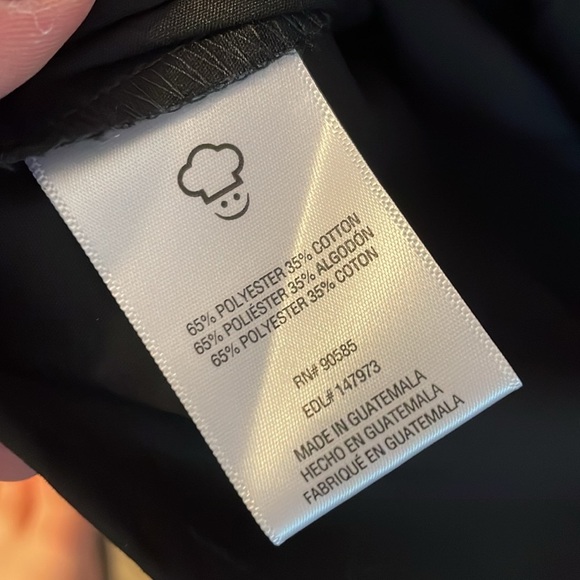 65% POLYESTER 35% COTTON
65% POLIÉSTER 35% ALGODÓN
65% POLYESTER 35% COTON
RN# 90585
EDL# 147973
MADE IN GUATEMALA
HECHO EN GUATEMALA
FABRIQUÉ EN GUATEMALA